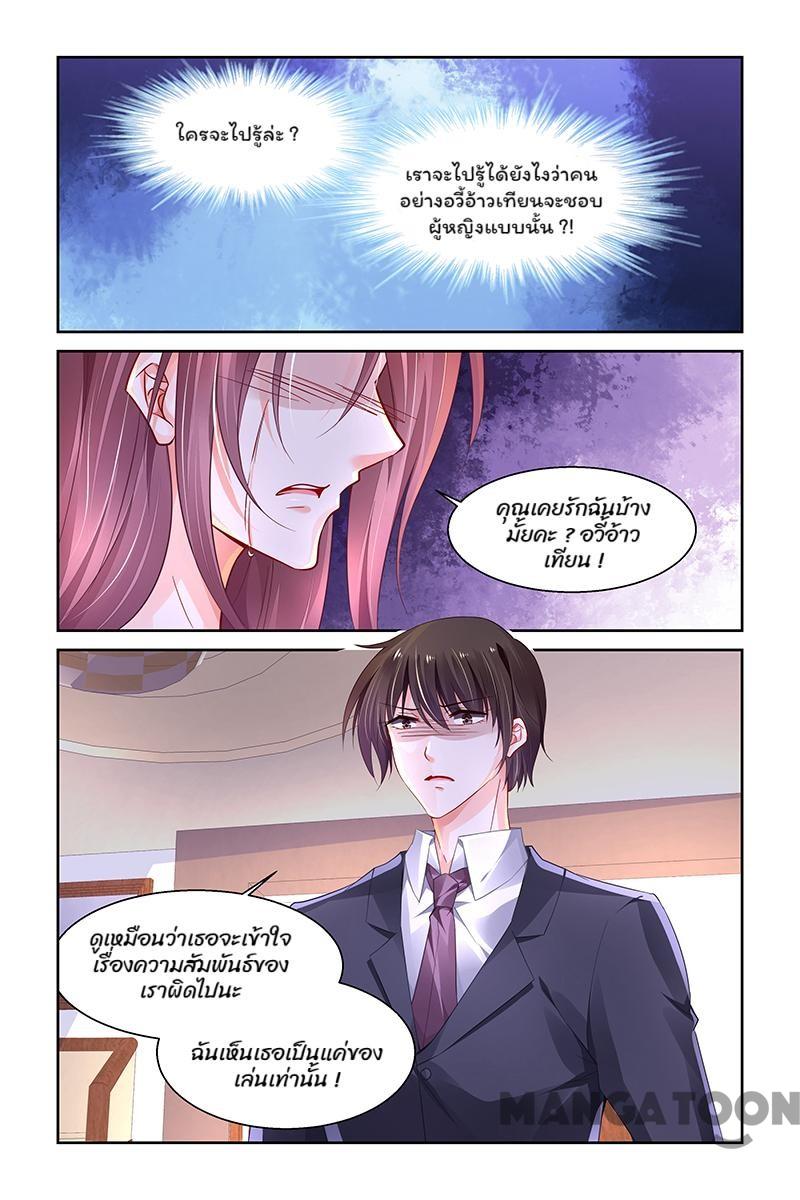 ใครจะไปรู้ล่ะ ?
เราจะไปรู้ได้ยังไงว่าคน
อย่างอวี้อ้าวเทียนจะชอบ
ผู้หญิงแบบนั้น ?!
คุณเคยรักฉันบ้าง
มั้ยคะ ? อวี้อ้าว
เทียน !
ดูเหมือนว่าเธอจะเข้าใจ
เรื่องความสัมพันธ์ของ
เราผิดไปนะ
ฉันเห็นเธอเป็นแค่ของ
เล่นเท่านั้น !
MANGATOON